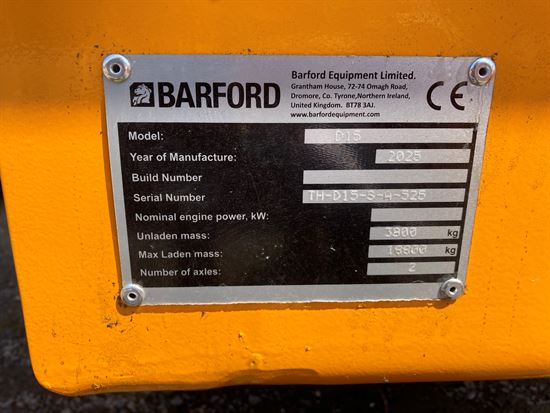 BARFORD
Barford Equipment Limited.
Grantham House, 72-74 Omagh Road,
Dromore, Co. Tyrone,Northern Ireland,
United Kingdom. BT78 3AJ.
www.barfordequipment.com
CE
Model: D15
Year of Manufacture: 2025
Build Number
Serial Number TH-D15-S-A-525
Nominal engine power, kW:
Unladen mass: 3800 kg
Max Laden mass: kg
Number of axles: 2